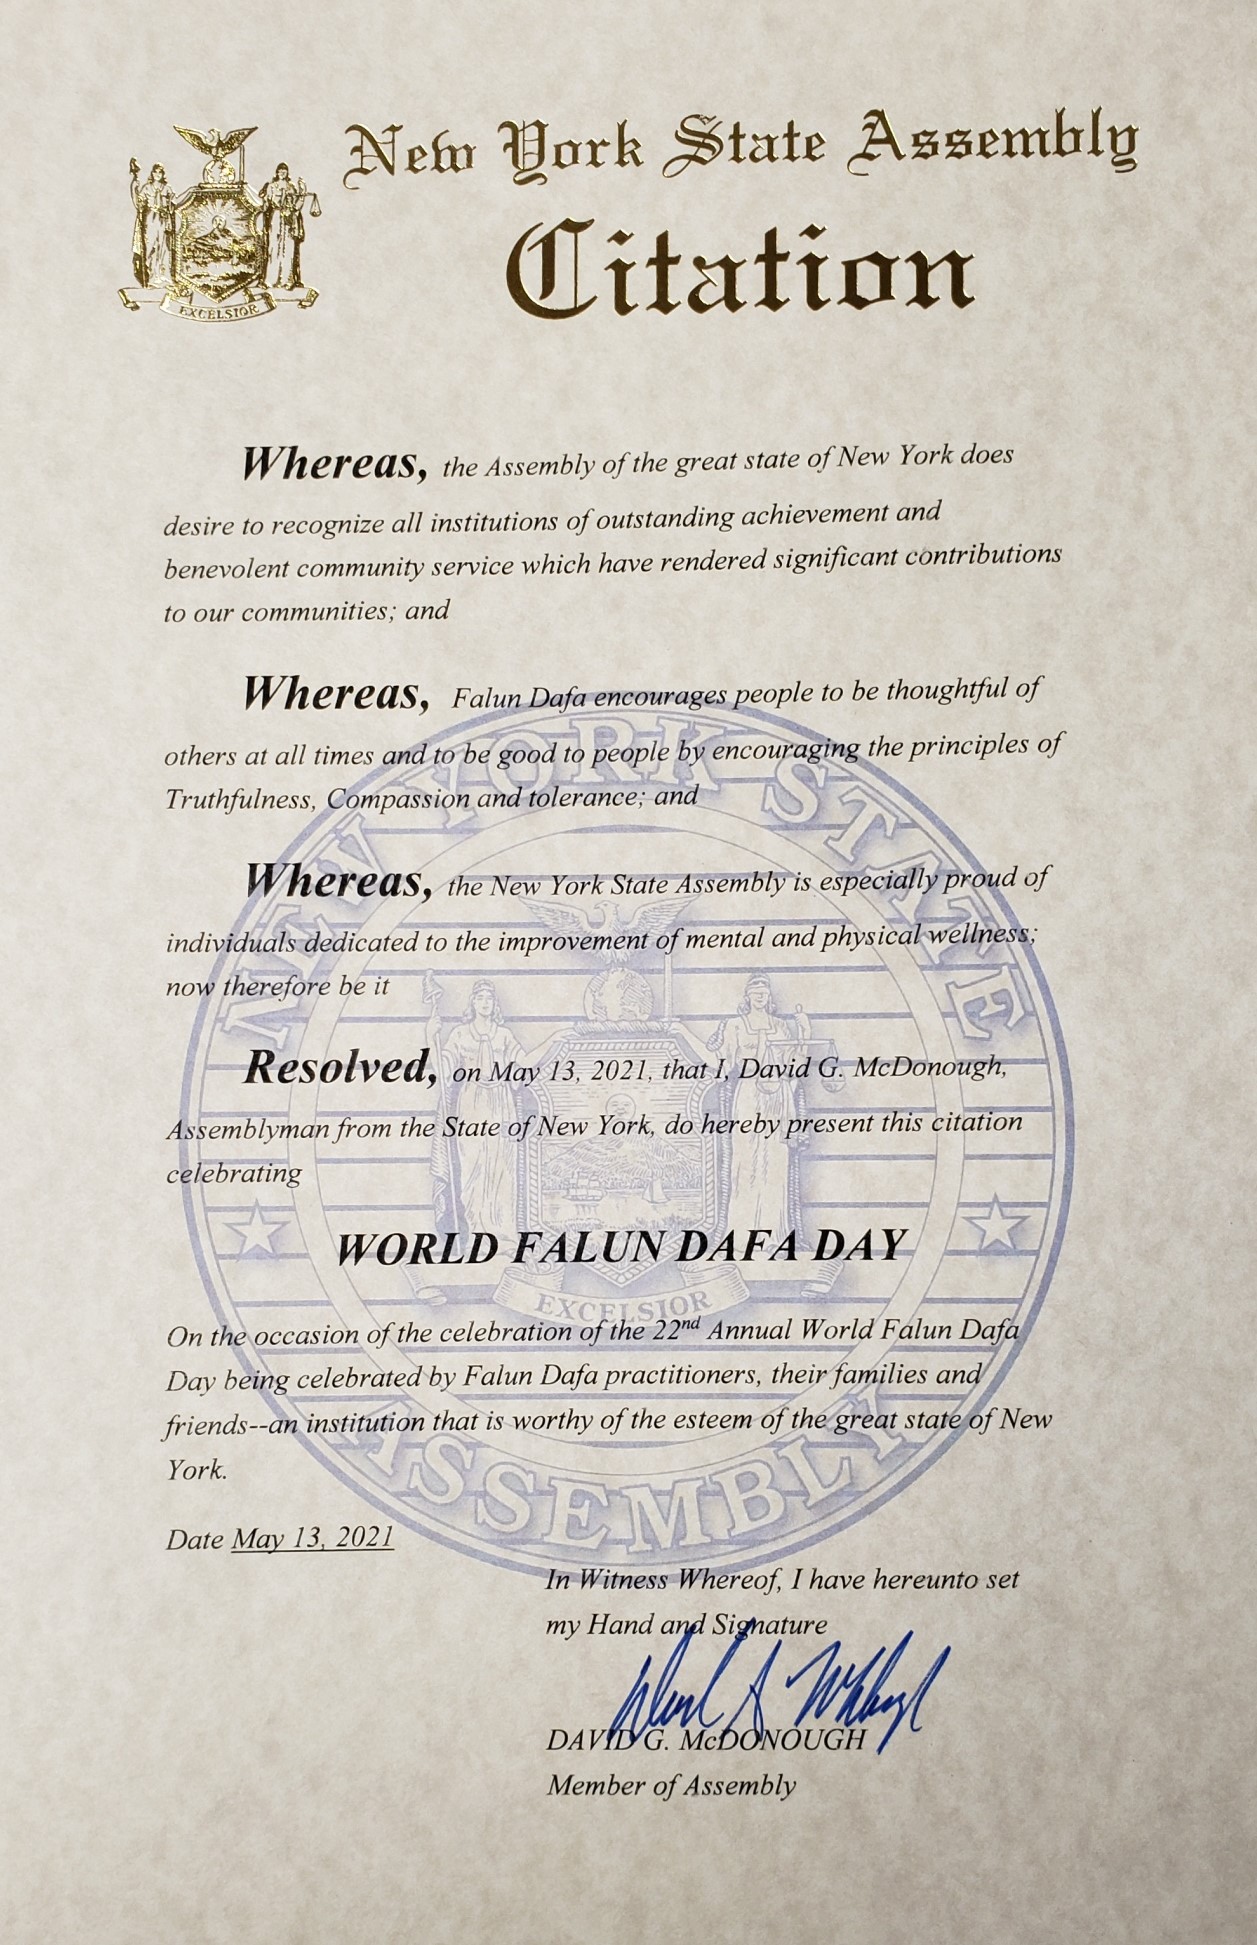 New York State Assembly
Citation
EXCELSIOR
Whereas, the Assembly of the great state of New York does
desire to recognize all institutions of outstanding achievement and
benevolent community service which have rendered significant contributions
to our communities; and
Whereas, Falun Dafa encourages people to be thoughtful of
others at all times and to be good to people by encouraging the principles of
Truthfulness, Compassion and tolerance; and
Whereas, the New York State Assembly is especially proud of
individuals dedicated to the improvement of mental and physical wellness;
now therefore be it
Resolved, on May 13, 2021, that I, David G. McDonough,
Assemblyman from the State of New York, do hereby present this citation
celebrating
WORLD FALUN DAFA DAY
On the occasion of the celebration of the 22nd Annual World Falun Dafa
Day being celebrated by Falun Dafa practitioners, their families and
friends--an institution that is worthy of the esteem of the great state of New
York.
Date May 13, 2021
In Witness Whereof, I have hereunto set
my Hand and Signature
DAVID G. McDONOUGH
Member of Assembly
NEW YORK STATE
EXCELSIOR
ASSEMBLY